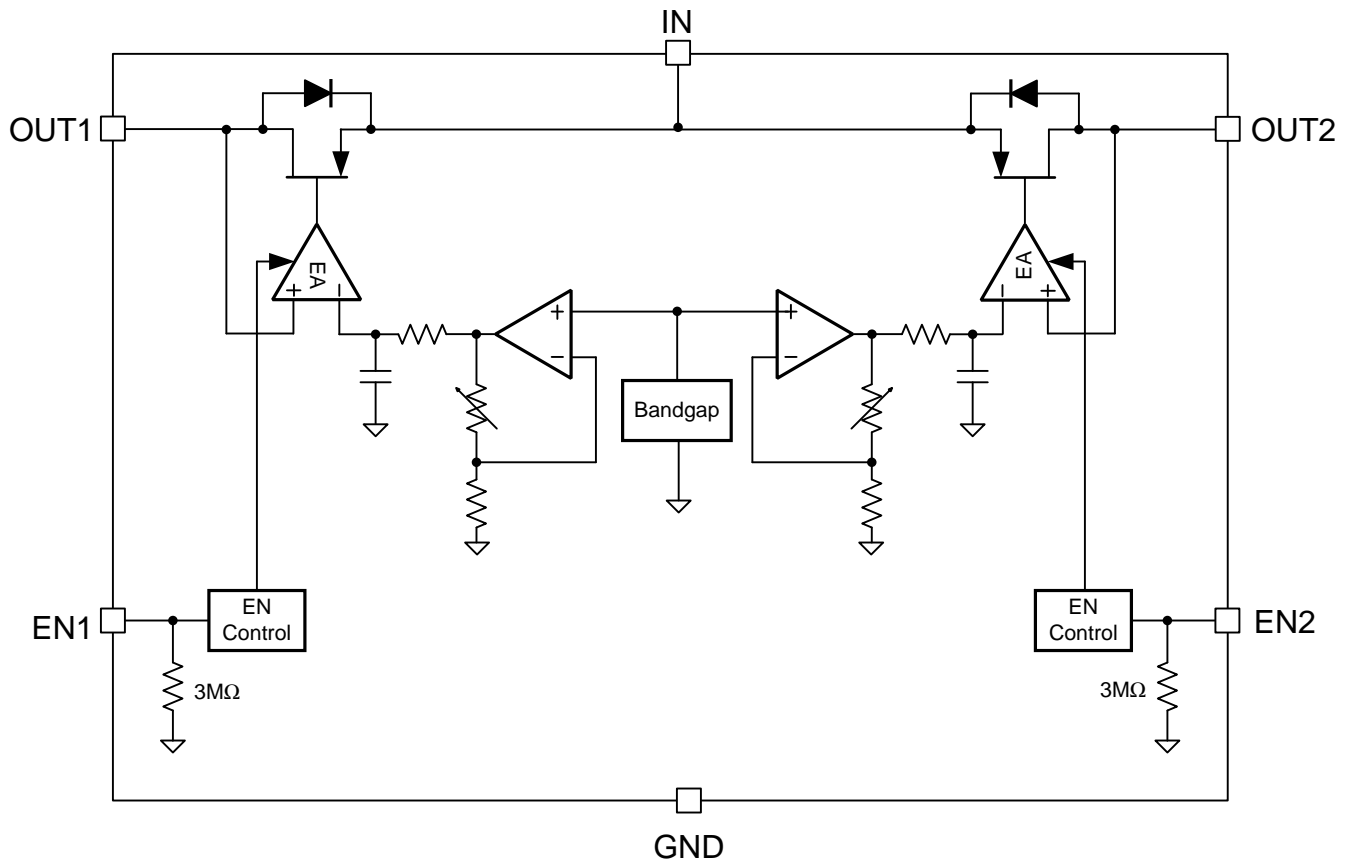 IN
OUT1
OUT2
EA
EA
+
−
−
+
+
−
+
−
Bandgap
EN1
EN
Control
EN
Control
EN2
3MΩ
3MΩ
GND